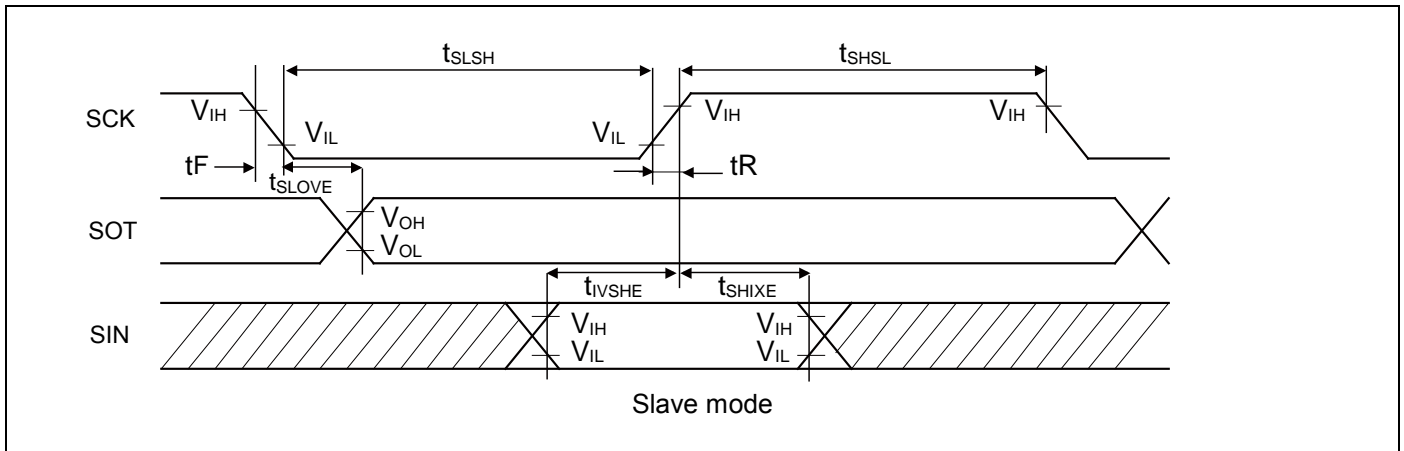 tSLSH
tSHSL
SCK
VIH
VIL
VIL
VIH
VIH
tF
tSLOVE
tR
SOT
VOH
VOL
tIVSHE
tSHIXE
SIN
VIH
VIL
VIH
VIL
Slave mode